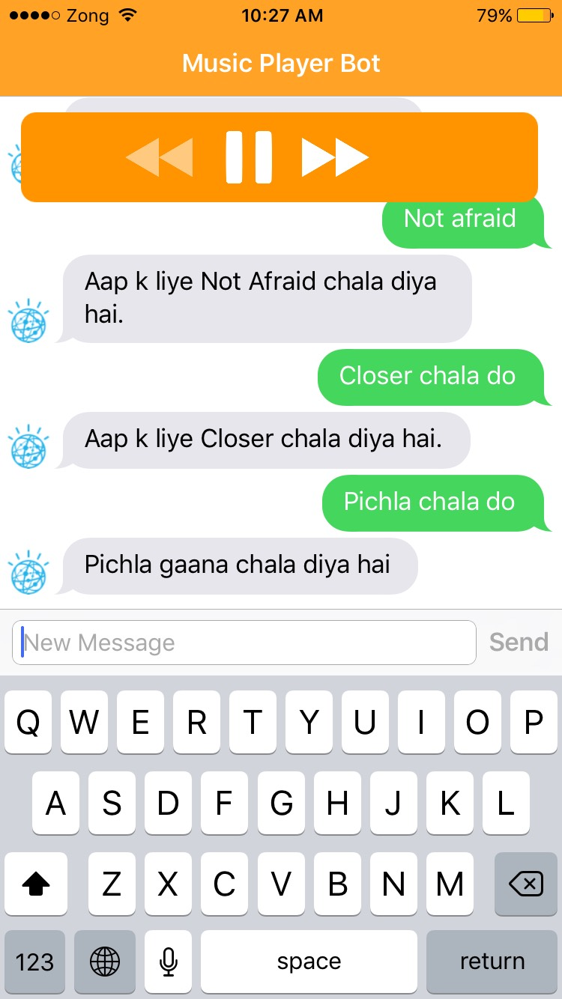 Zong
10:27 AM
79%
Music Player Bot
Not afraid
Aap k liye Not Afraid chala diya
hai.
Closer chala do
Aap k liye Closer chala diya hai.
Pichla chala do
Pichla gaana chala diya hai
New Message
Send
Q W E R T Y U I O P
A S D F G H J K L
Z X C V B N M
123
space
return